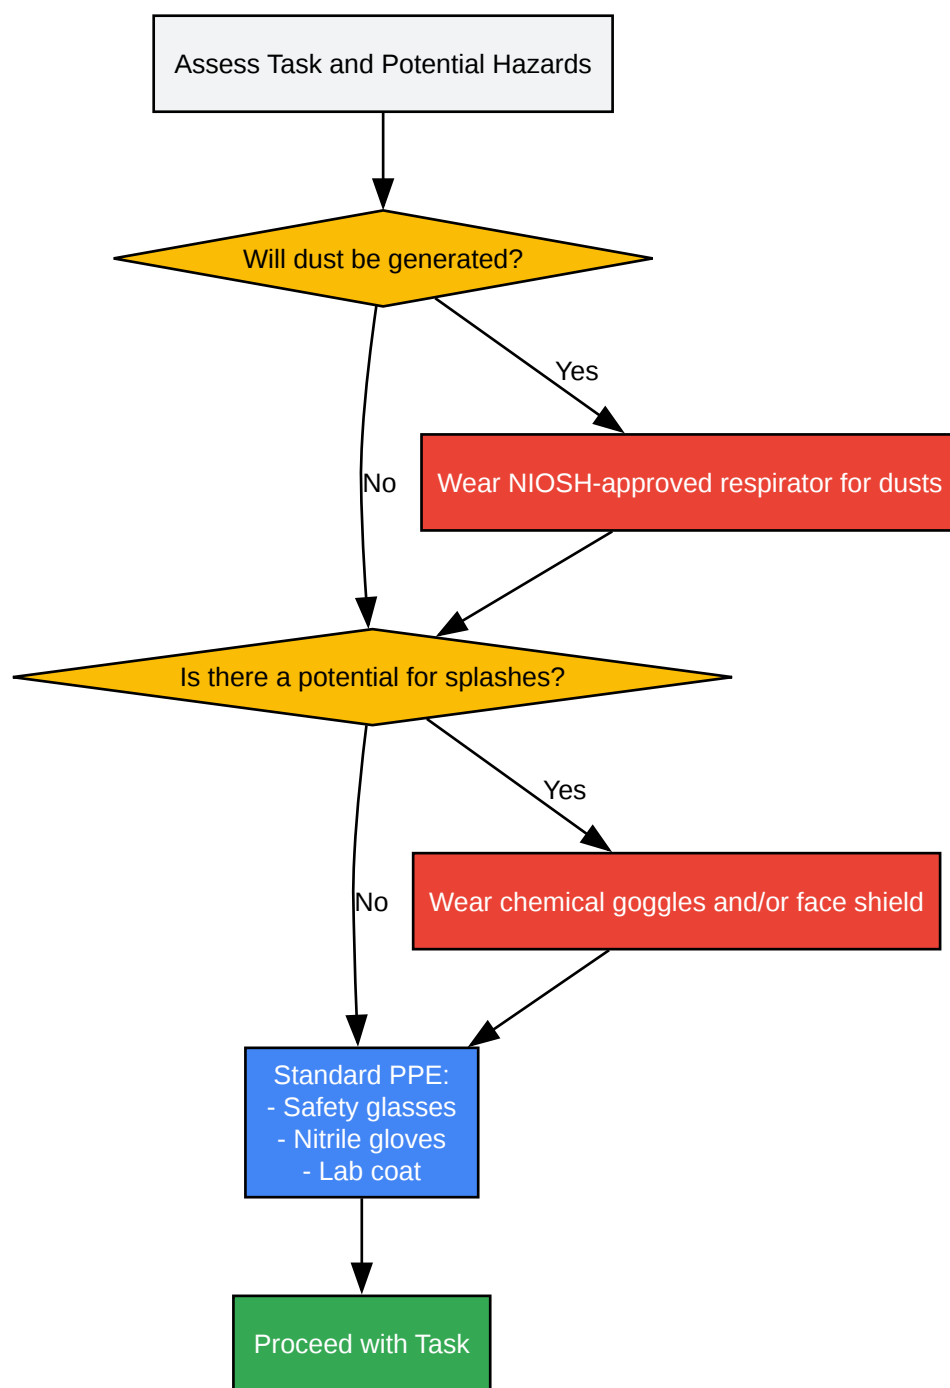 Assess Task and Potential Hazards
Will dust be generated?
Yes
No
Wear NIOSH-approved respirator for dusts
Is there a potential for splashes?
Yes
No
Wear chemical goggles and/or face shield
Standard PPE:
- Safety glasses
- Nitrile gloves
- Lab coat
Proceed with Task